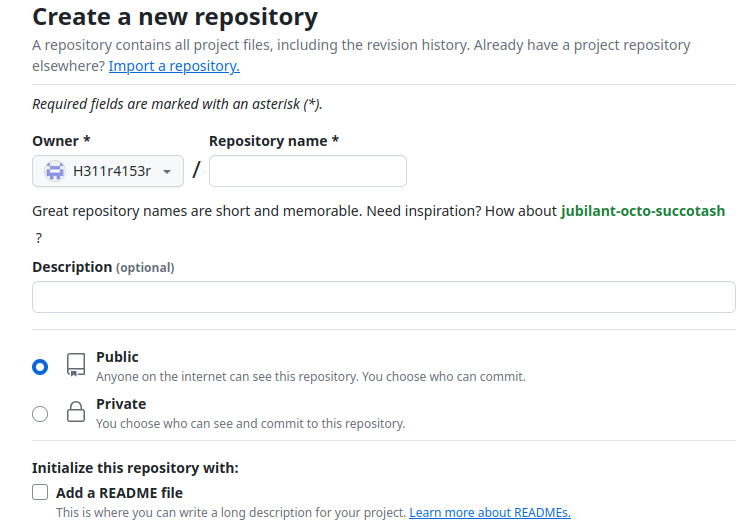 Create a new repository
A repository contains all project files, including the revision history. Already have a project repository
elsewhere? Import a repository.
Required fields are marked with an asterisk (*).
Owner * Repository name *
H311r4153r /
Great repository names are short and memorable. Need inspiration? How about jubilant-octo-succotash
?
Description (optional)
Public
Anyone on the internet can see this repository. You choose who can commit.
Private
You choose who can see and commit to this repository.
Initialize this repository with:
Add a README file
This is where you can write a long description for your project. Learn more about READMEs.